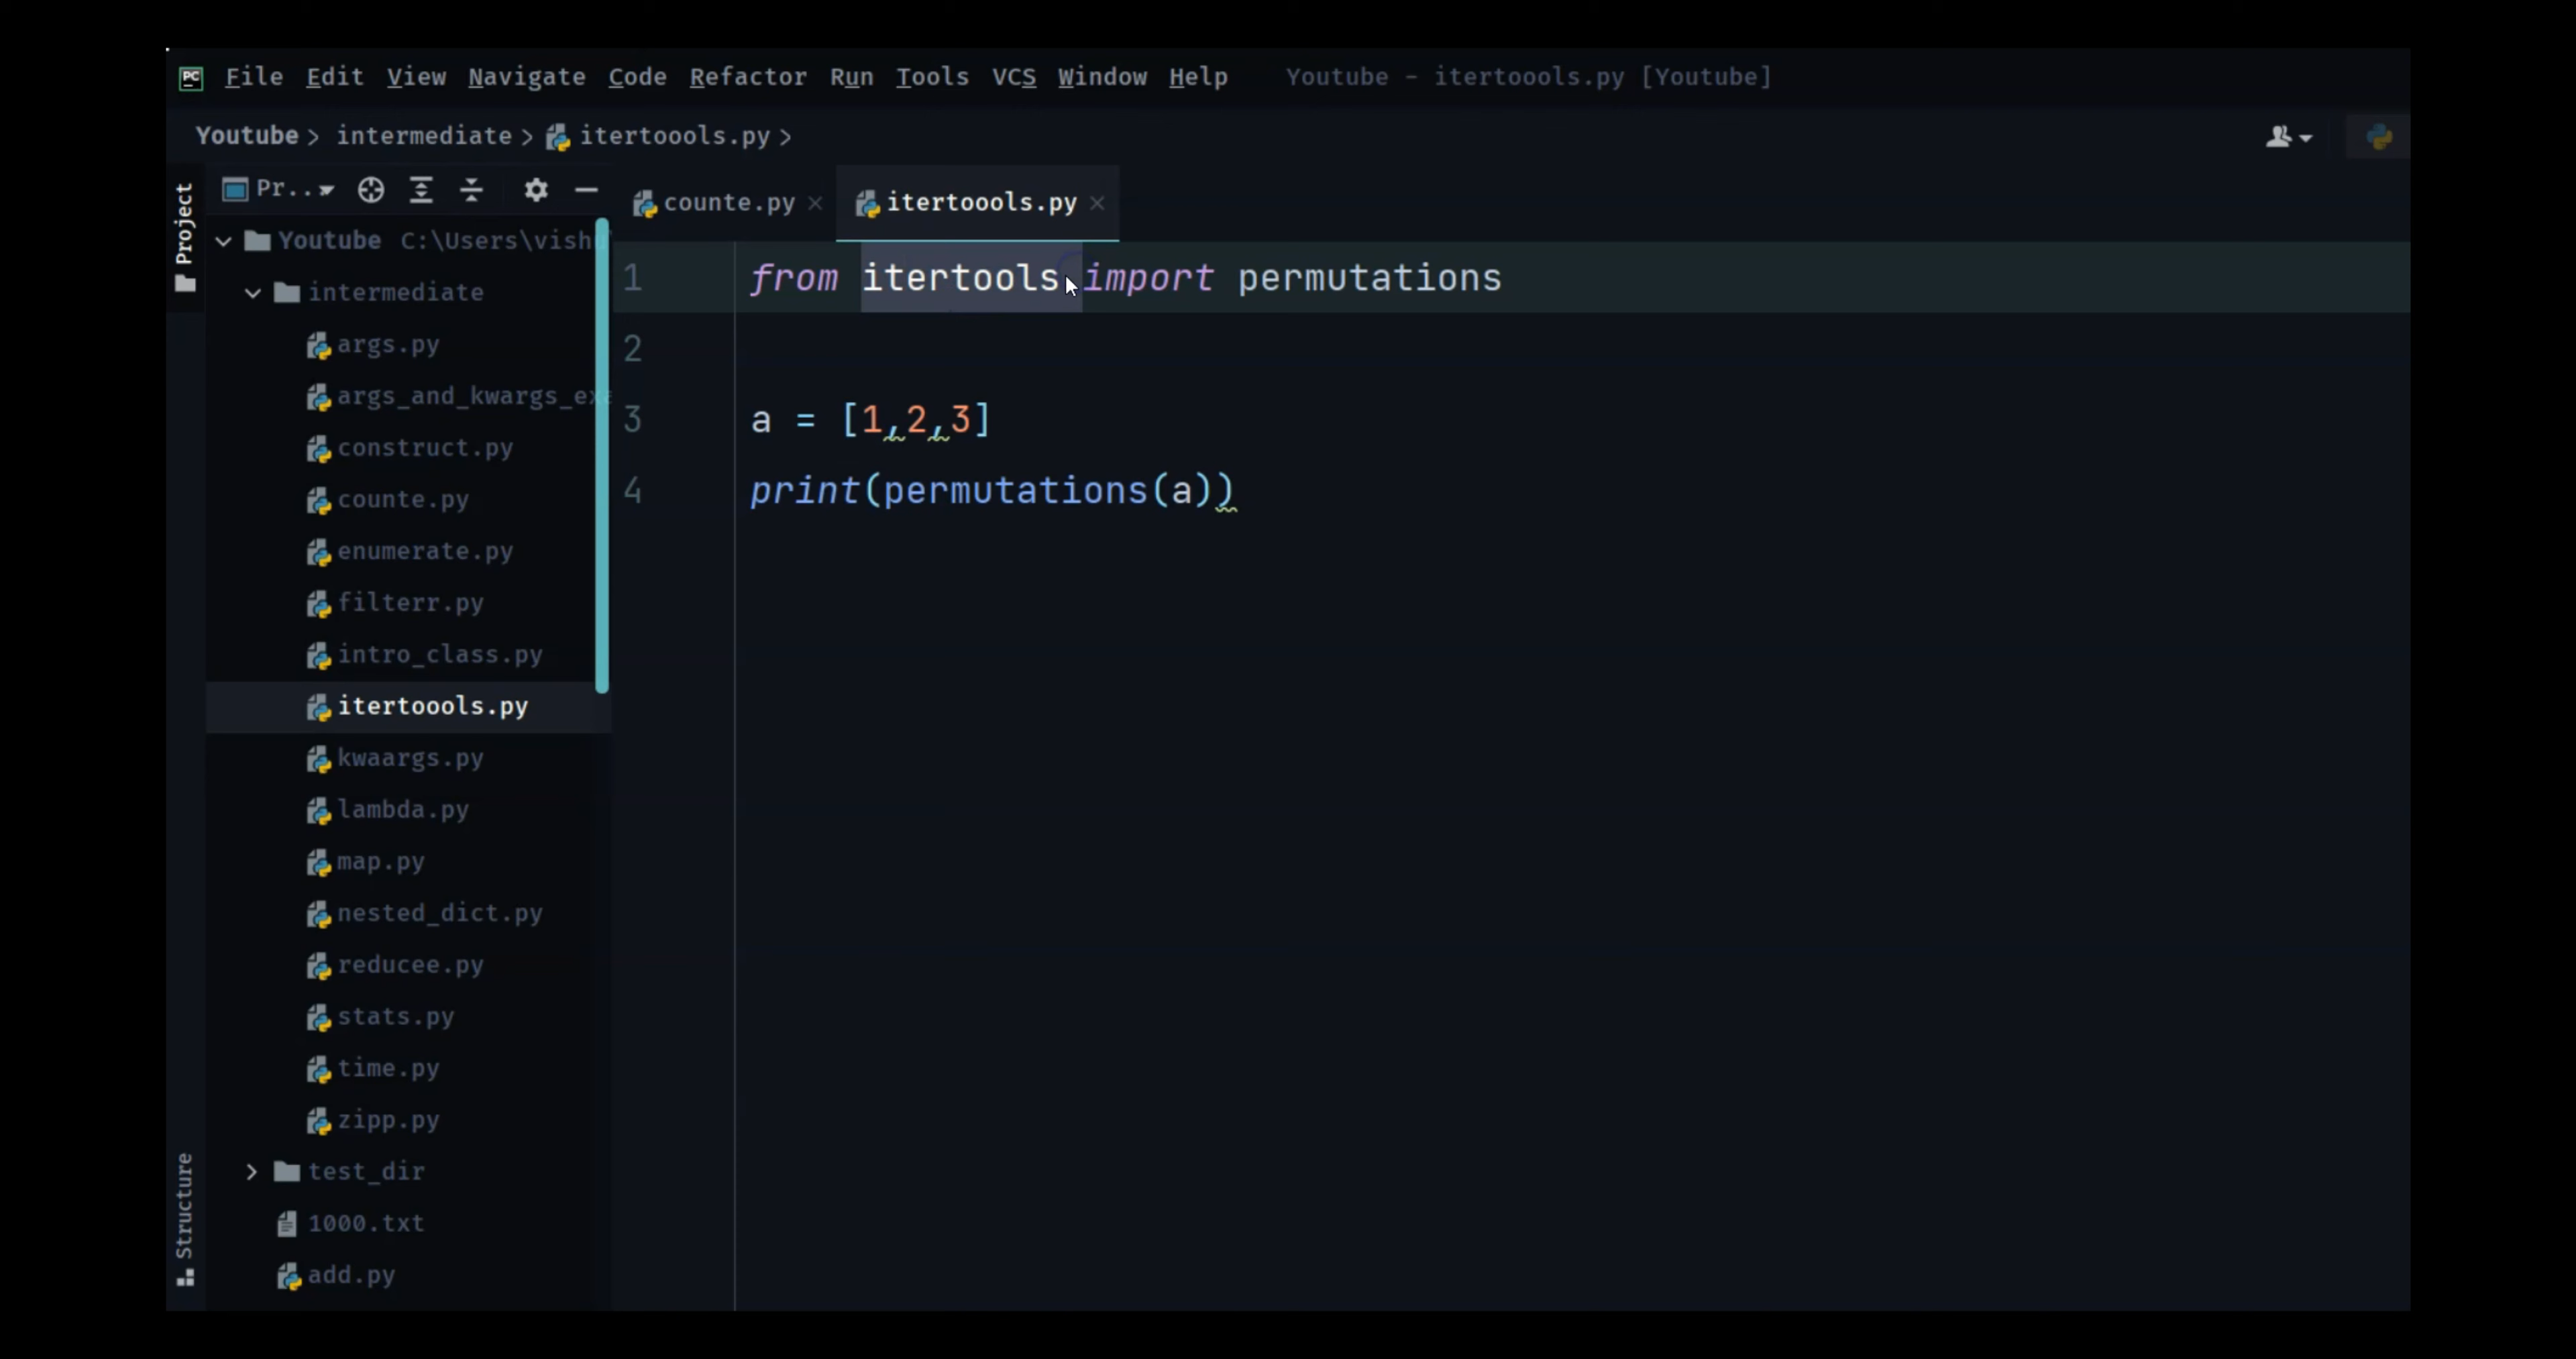 File Edit View Navigate Code Refactor Run Tools VCS Window Help Youtube - itertoools.py [Youtube]
Youtube > intermediate > itertoools.py >
Project
Pr..
counte.py
itertoools.py
Youtube C:\Users\vishu
intermediate
args.py
args_and_kwargs_exa
construct.py
counte.py
enumerate.py
filterr.py
intro_class.py
itertoools.py
kwaargs.py
lambda.py
map.py
nested_dict.py
reducee.py
stats.py
time.py
zipp.py
test_dir
1000.txt
add.py
Structure
1 from itertools import permutations
2
3 a = [1,2,3]
4 print(permutations(a))